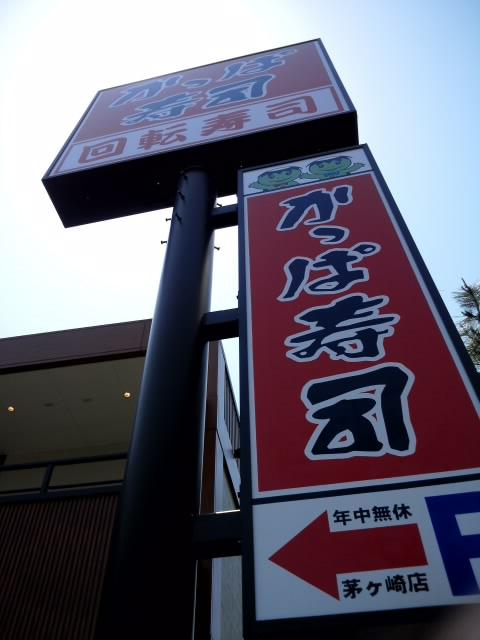 かっぱ
寿司
回転寿司
かっぱ寿司
年中無休
茅ヶ崎店
P